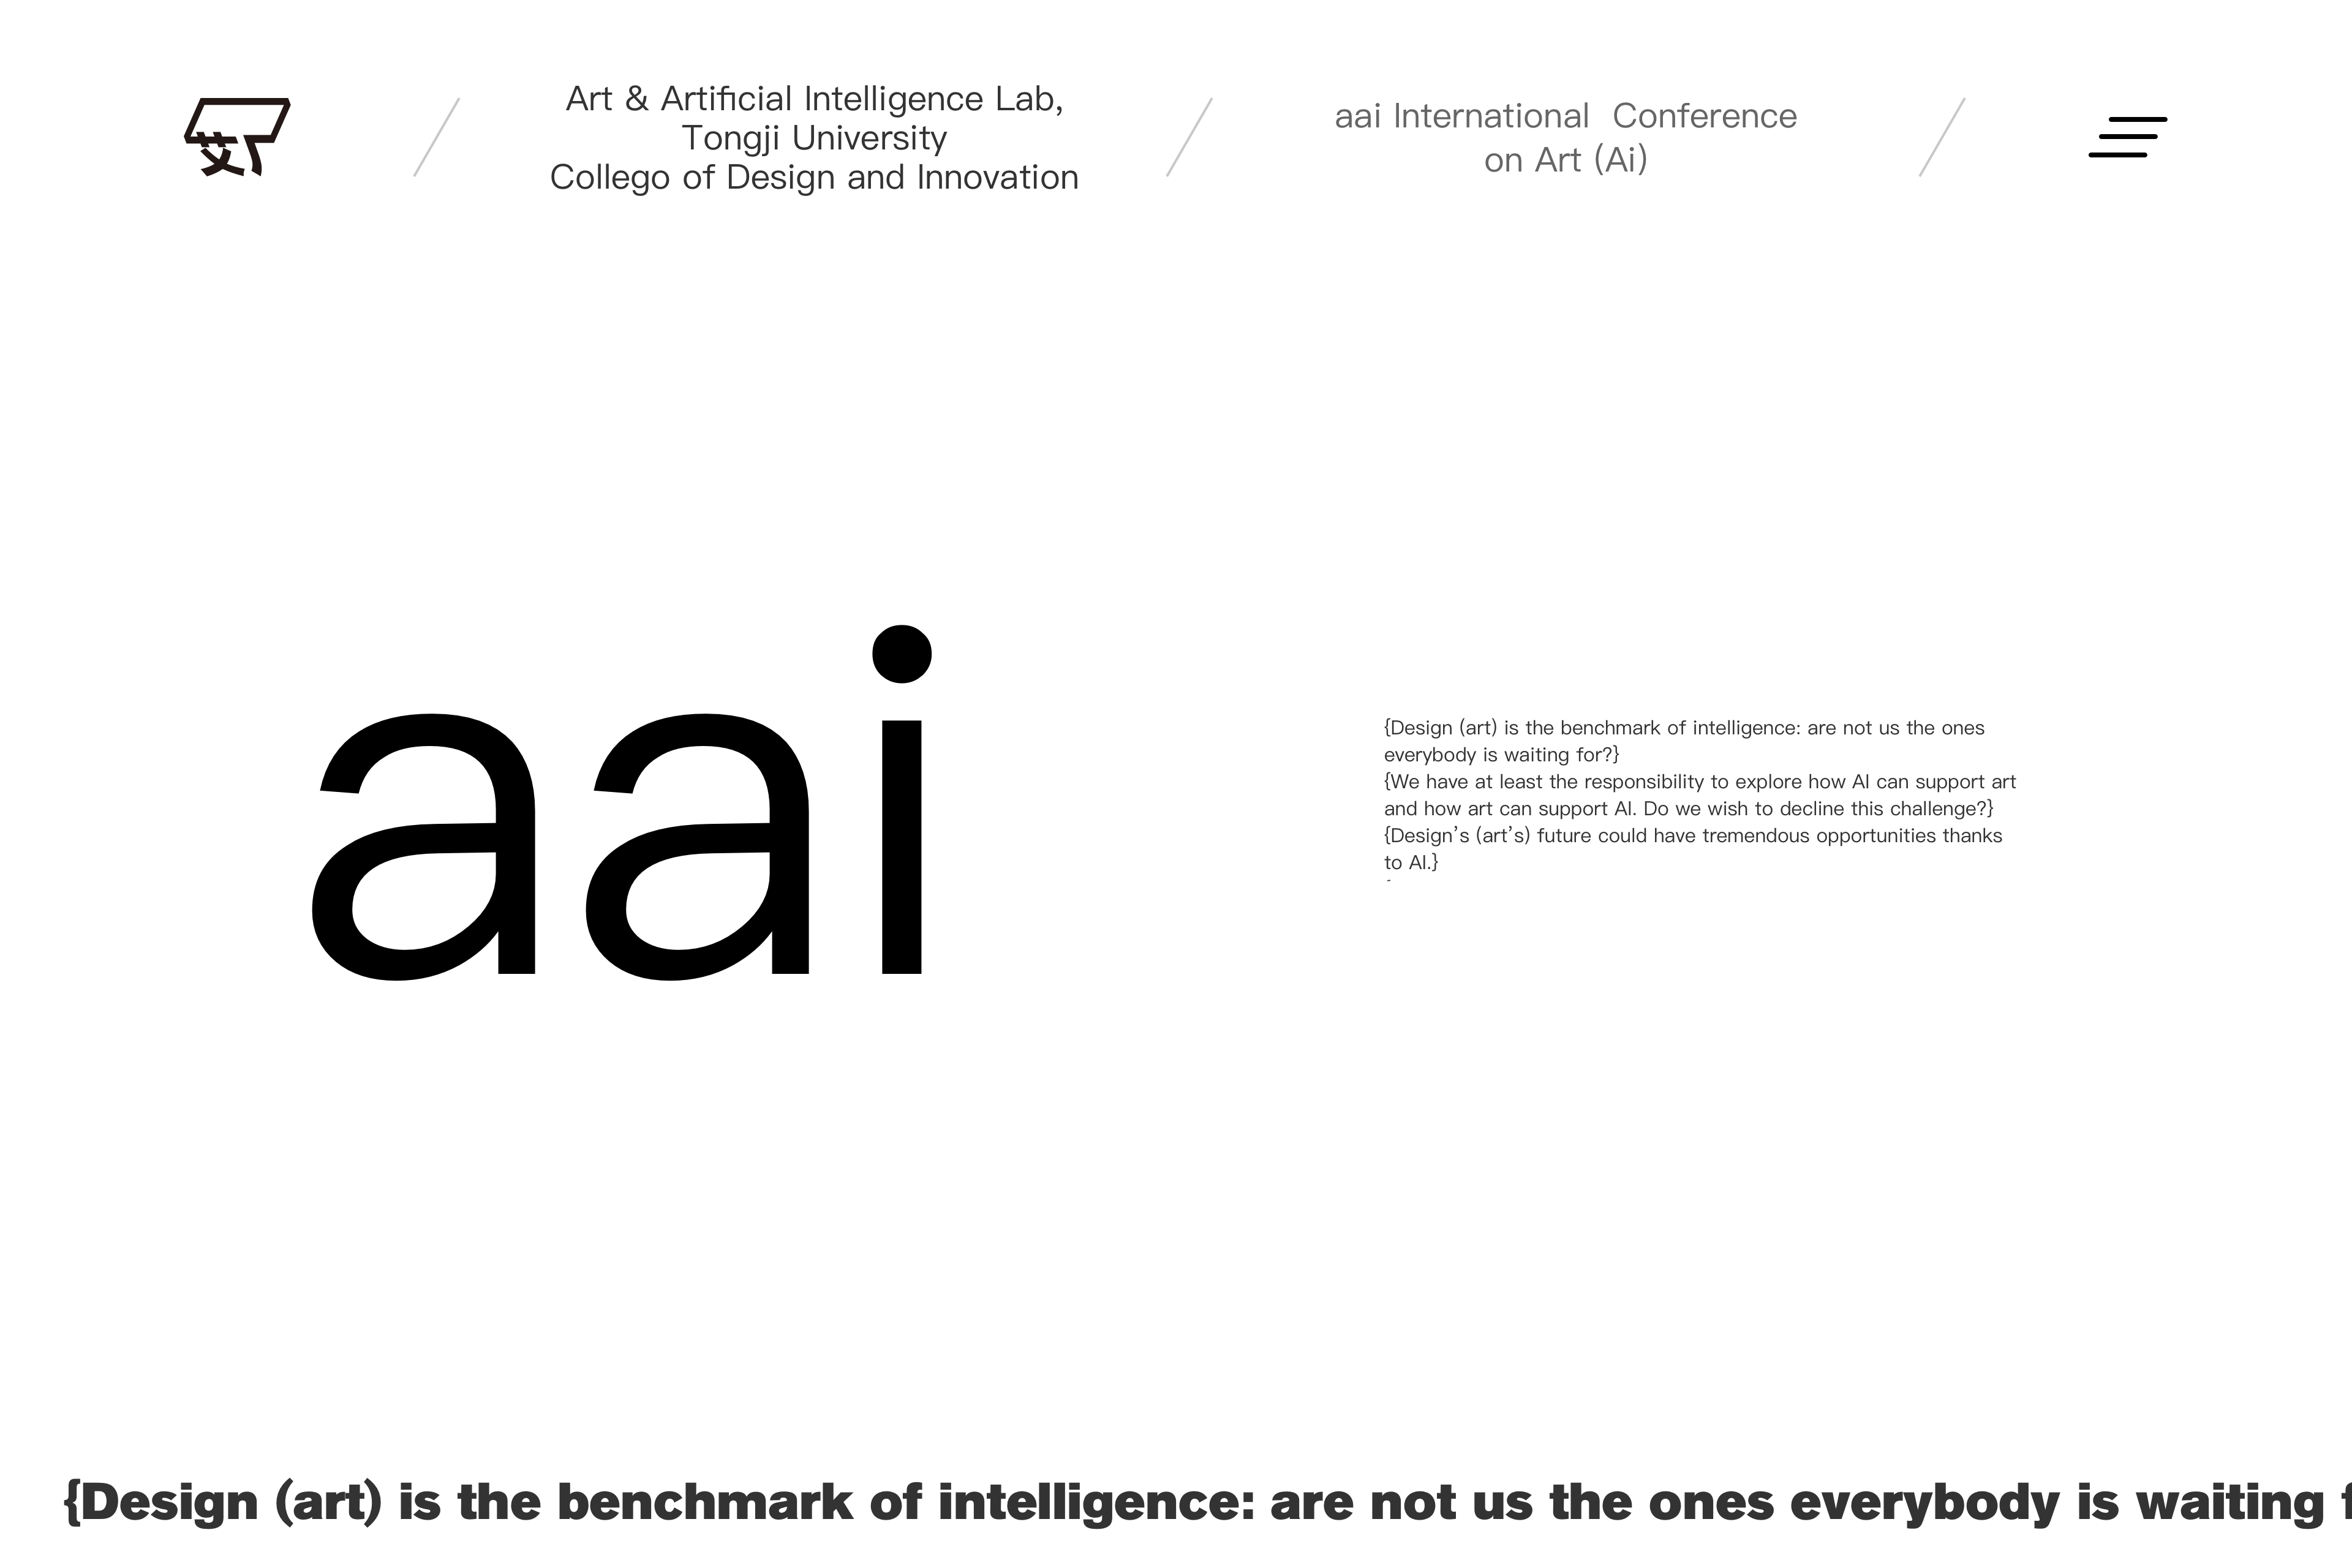 Art & Artificial Intelligence Lab,
Tongji University
Collego of Design and Innovation
aai International Conference
on Art (Ai)
aai
{Design (art) is the benchmark of intelligence: are not us the ones
everybody is waiting for?}
{We have at least the responsibility to explore how AI can support art
and how art can support AI. Do we wish to decline this challenge?}
{Design's (art's) future could have tremendous opportunities thanks
to AI.}
{Design (art) is the benchmark of intelligence: are not us the ones everybody is waiting